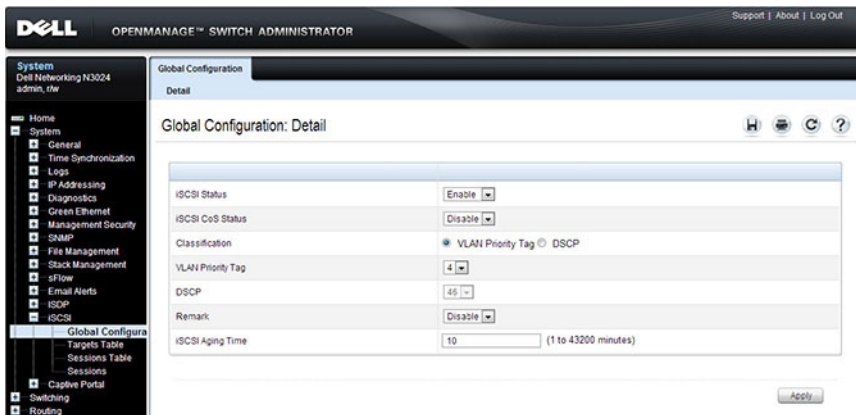 Support | About | Log Out
DELL OPENMANAGE™ SWITCH ADMINISTRATOR
System
Dell Networking N3024
admin, r/w
Home
System
General
Time Synchronization
Logs
IP Addressing
Diagnostics
Green Ethernet
Management Security
SNMP
File Management
Stack Management
sFlow
Email Alerts
ISDP
iSCSI
Global Configura
Targets Table
Sessions Table
Sessions
Captive Portal
Switching
Routing
Global Configuration
Detail
Global Configuration: Detail
iSCSI Status Enable
iSCSI CoS Status Disable
Classification VLAN Priority Tag DSCP
VLAN Priority Tag 4
DSCP 46
Remark Disable
iSCSI Aging Time 10 (1 to 43200 minutes)
Apply